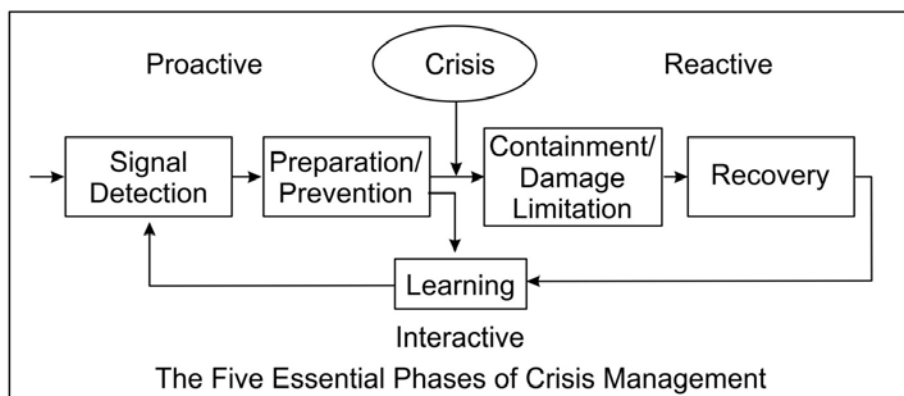 Proactive
Crisis
Reactive
Signal
Detection
Preparation/
Prevention
Containment/
Damage
Limitation
Recovery
Learning
Interactive
The Five Essential Phases of Crisis Management